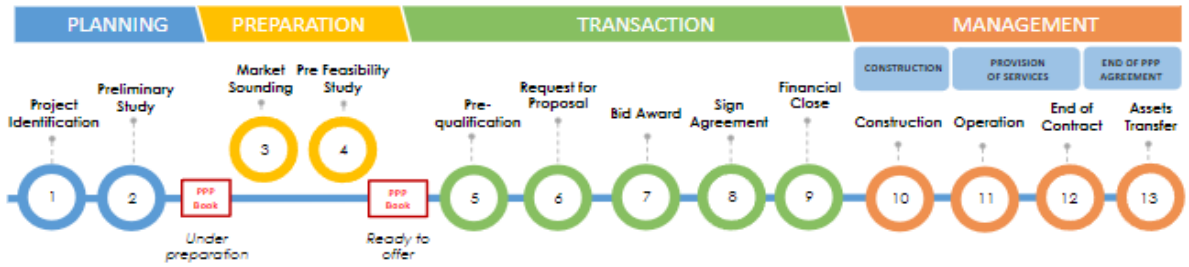 PLANNING
PREPARATION
TRANSACTION
MANAGEMENT
CONSTRUCTION
PROVISION
OF SERVICES
END OF PPP
AGREEMENT
Project
Identification
Preliminary
Study
Market
Sounding
Pre Feasibility
Study
Pre-
qualification
Request for
Proposal
Bid Award
Sign
Agreement
Financial
Close
Construction
Operation
End of
Contract
Assets
Transfer
1
2
PPP
Book
3
4
PPP
Book
5
6
7
8
9
10
11
12
13
Under
preparation
Ready to
offer